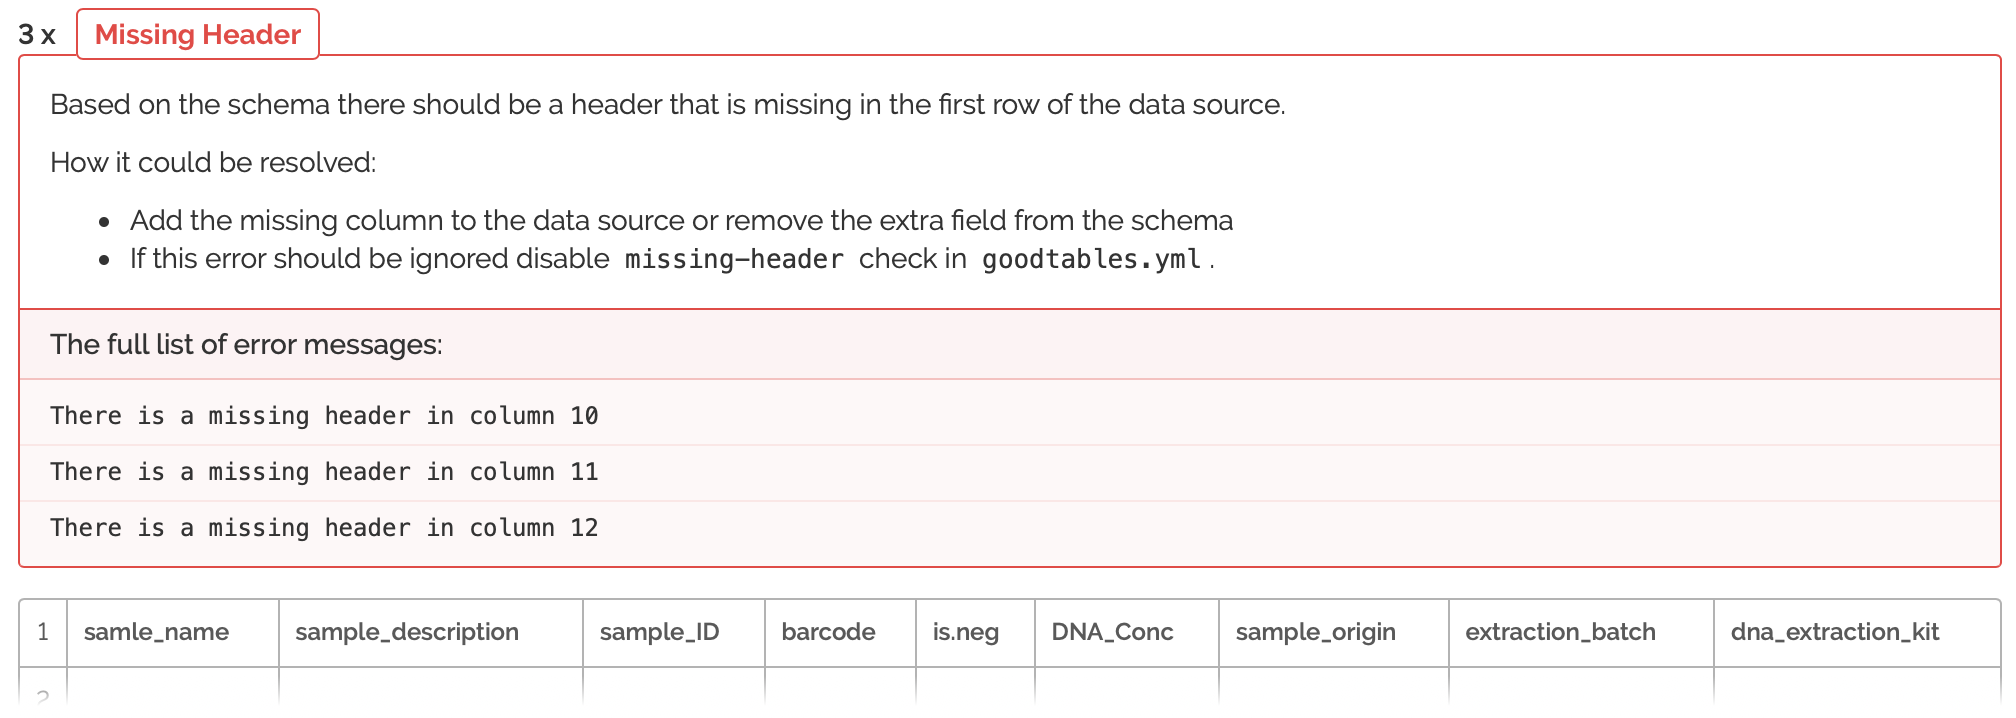 3 x Missing Header
Based on the schema there should be a header that is missing in the first row of the data source.
How it could be resolved:
• Add the missing column to the data source or remove the extra field from the schema
• If this error should be ignored disable missing-header check in goodtables.yml .
The full list of error messages:
There is a missing header in column 10
There is a missing header in column 11
There is a missing header in column 12
1 samle_name sample_description sample_ID barcode is.neg DNA_Conc sample_origin extraction_batch dna_extraction_kit
2